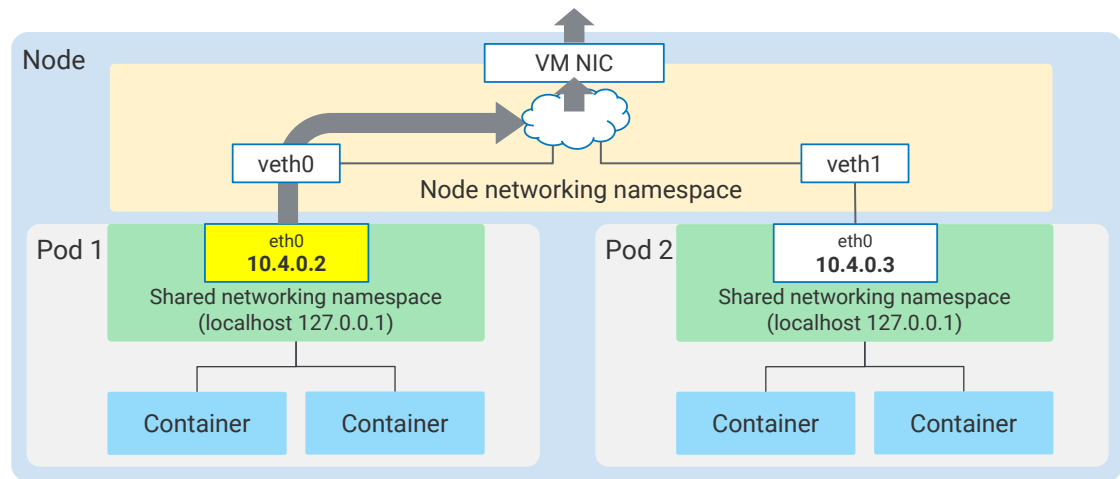 Node
VM NIC
veth0
veth1
Node networking namespace
Pod 1
eth0
10.4.0.2
Shared networking namespace
(localhost 127.0.0.1)
Container
Container
Pod 2
eth0
10.4.0.3
Shared networking namespace
(localhost 127.0.0.1)
Container
Container